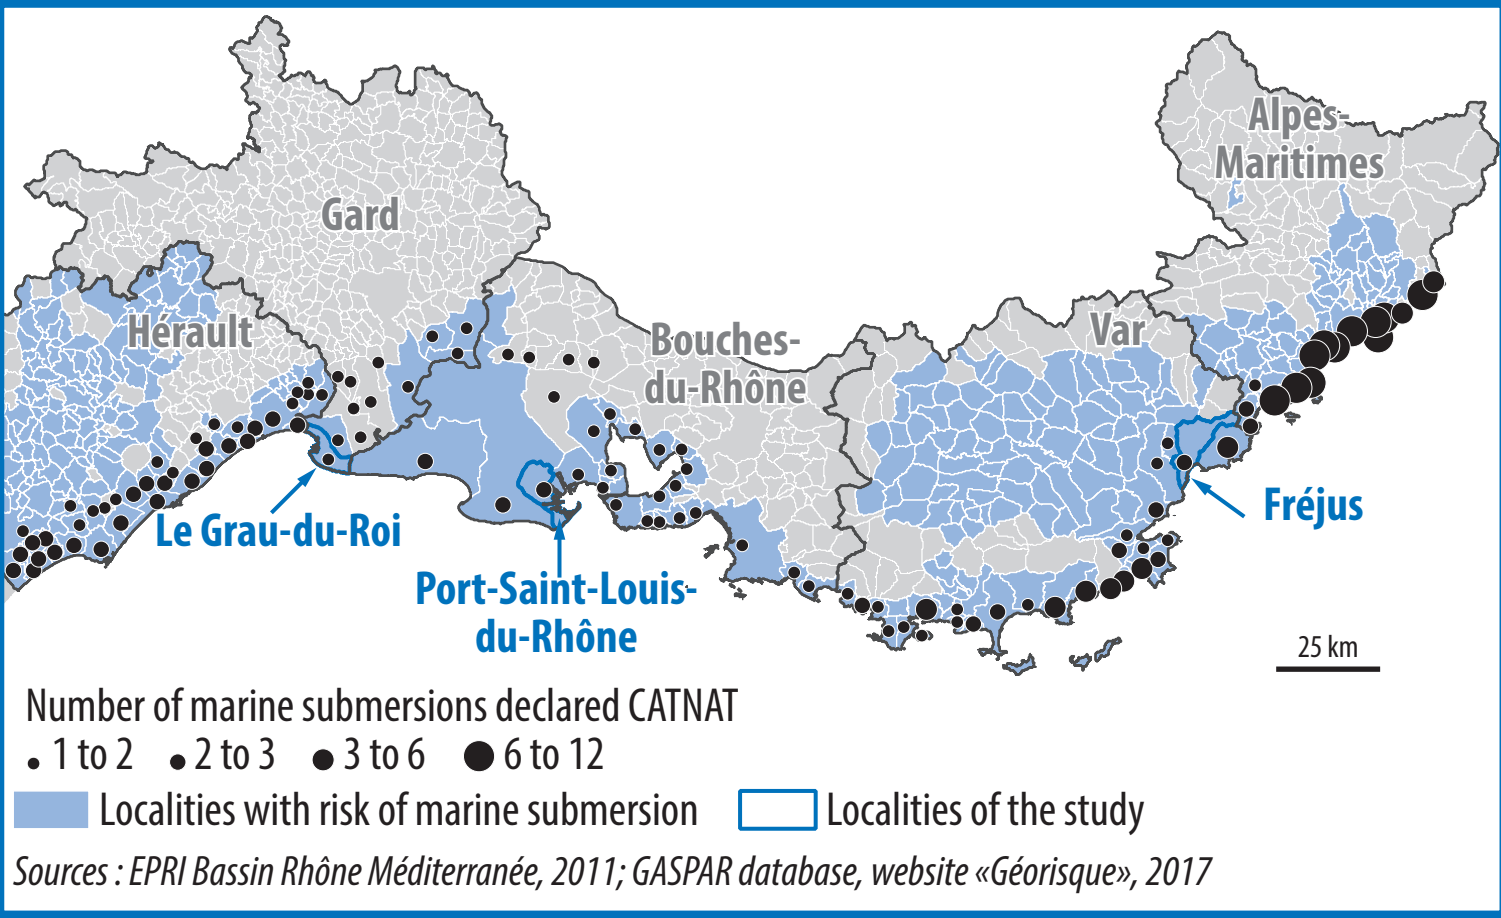 Alpes-
Maritimes
Gard
Hérault
Bouches-
du-Rhône
Var
Le Grau-du-Roi
Fréjus
Port-Saint-Louis-
du-Rhône
25 km
Number of marine submersions declared CATNAT
1 to 2
2 to 3
3 to 6
6 to 12
Localities with risk of marine submersion
Localities of the study
Sources : EPRI Bassin Rhône Méditerranée, 2011; GASPAR database, website «Géorisque», 2017